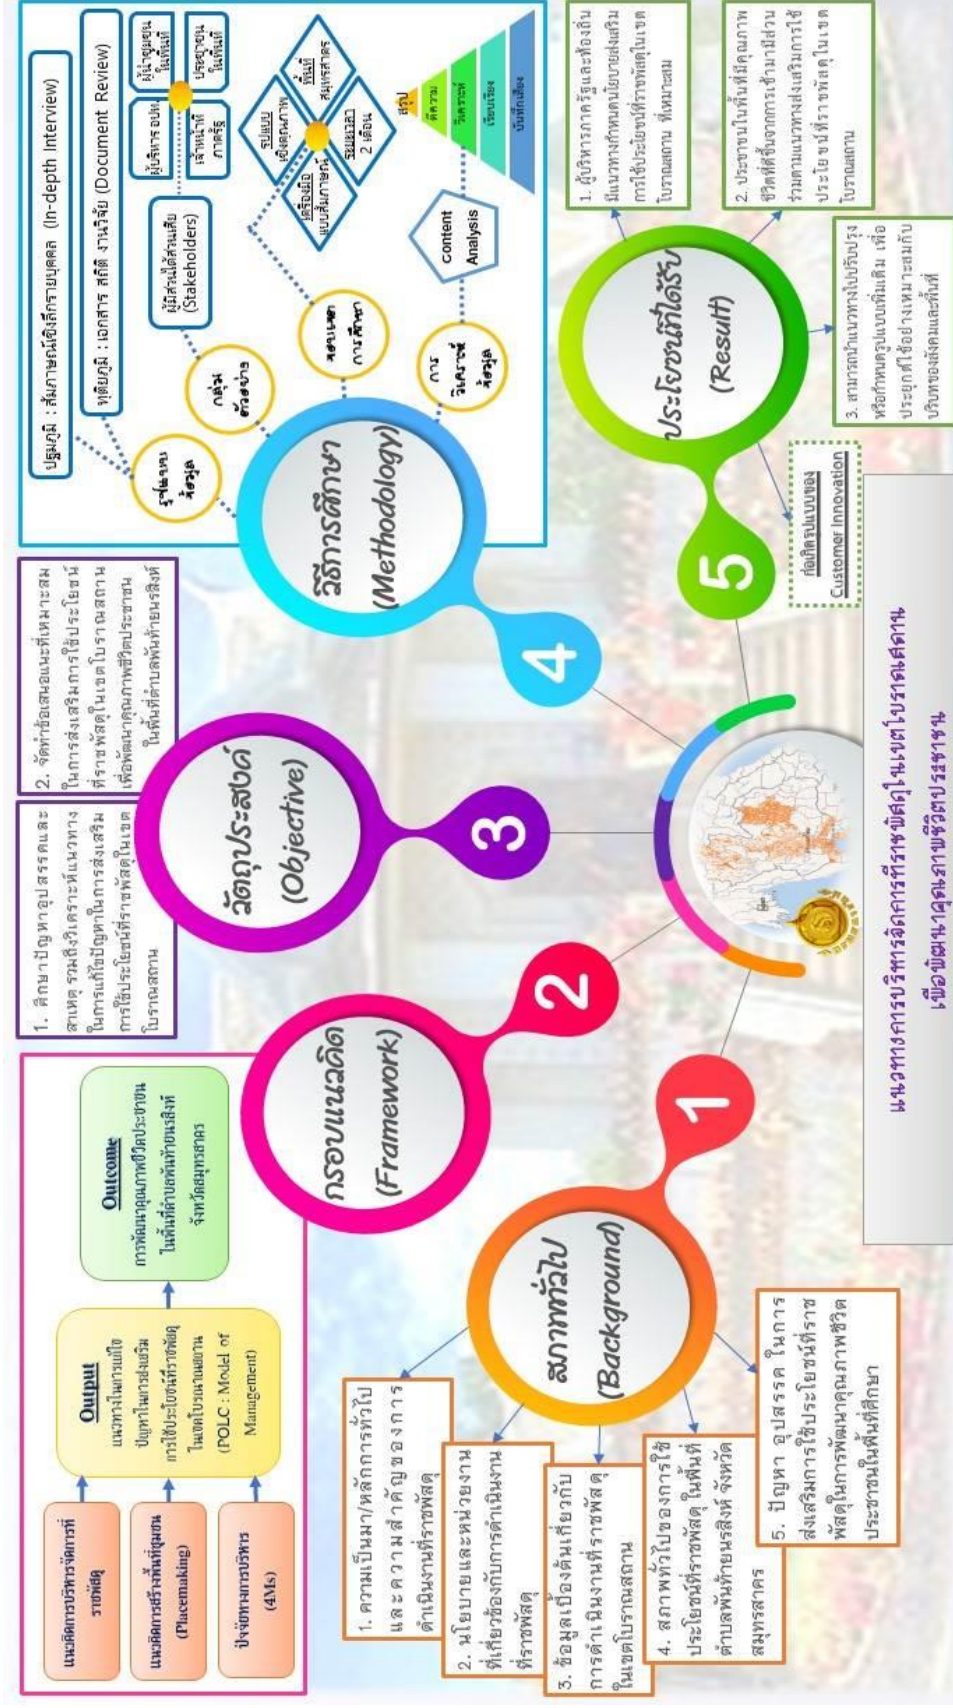 แนวทางการบริหารจัดการที่ราชพัสดุในเขตโบราณสถาน
เพื่อพัฒนาคุณภาพชีวิตประชาชน
1
สภาพทั่วไป
(Background)
1. ความเป็นมา/หลักการทั่วไป
และความสำคัญของการ
ดำเนินงานที่ราชพัสดุ
2. นโยบายและหน่วยงาน
ที่เกี่ยวข้องกับการดำเนินงาน
ที่ราชพัสดุ
3. ข้อมูลเบื้องต้นเกี่ยวกับ
การดำเนินงานที่ราชพัสดุ
ในเขตโบราณสถาน
4. สภาพทั่วไปของการใช้
ประโยชน์ที่ราชพัสดุ ในพื้นที่
ตำบลพันท้ายนรสิงห์ จังหวัด
สมุทรสาคร
5. ปัญหา อุปสรรค ในการ
ส่งเสริมการใช้ประโยชน์ที่ราช
พัสดุในการพัฒนาคุณภาพชีวิต
ประชาชนในพื้นที่ศึกษา
2
กรอบแนวคิด
(Framework)
แนวคิดการบริหารจัดการที่
ราชพัสดุ
แนวคิดการสร้างพื้นที่ชุมชน
(Placemaking)
ปัจจัยทางการบริหาร
(4Ms)
Output
แนวทางในการแก้ไข
ปัญหาในการส่งเสริม
การใช้ประโยชน์ที่ราชพัสดุ
ในเขตโบราณสถาน
(POLC : Model of
Management)
Outcome
การพัฒนาคุณภาพชีวิตประชาชน
ในพื้นที่ตำบลพันท้ายนรสิงห์
จังหวัดสมุทรสาคร
3
วัตถุประสงค์
(Objective)
1. ศึกษาปัญหาอุปสรรคและ
สาเหตุ รวมถึงวิเคราะห์แนวทาง
ในการแก้ไขปัญหาในการส่งเสริม
การใช้ประโยชน์ที่ราชพัสดุในเขต
โบราณสถาน
2. จัดทำข้อเสนอแนะที่เหมาะสม
ในการส่งเสริมการใช้ประโยชน์
ที่ราชพัสดุในเขตโบราณสถาน
เพื่อพัฒนาคุณภาพชีวิตประชาชน
ในพื้นที่ตำบลพันท้ายนรสิงห์
4
วิธีการศึกษา
(Methodology)
รูปแบบ
ข้อมูล
ปฐมภูมิ : สัมภาษณ์เชิงลึกรายบุคคล (In-depth Interview)
ทุติยภูมิ : เอกสาร สถิติ งานวิจัย (Document Review)
กลุ่ม
ตัวอย่าง
ผู้มีส่วนได้ส่วนเสีย
(Stakeholders)
ผู้บริหาร อปท.
ผู้นำชุมชน
ในพื้นที่
เจ้าหน้าที่
ภาครัฐ
ประชาชน
ในพื้นที่
ขอบเขต
การศึกษา
รูปแบบ
เชิงคุณภาพ
เครื่องมือ
แบบสัมภาษณ์
พื้นที่
สมุทรสาคร
ระยะเวลา
2 เดือน
การ
วิเคราะห์
ข้อมูล
Content
Analysis
สรุป
ตีความ
วิเคราะห์
เรียบเรียง
บันทึกเสียง
5
ประโยชน์ที่ได้รับ
(Result)
1. ผู้บริหารภาครัฐและท้องถิ่น
มีแนวทางกำหนดนโยบายส่งเสริม
การใช้ประโยชน์ที่ราชพัสดุในเขต
โบราณสถาน ที่เหมาะสม
2. ประชาชนในพื้นที่มีคุณภาพ
ชีวิตที่ดีขึ้นจากการเข้ามามีส่วน
ร่วมตามแนวทางส่งเสริมการใช้
ประโยชน์ที่ราชพัสดุในเขต
โบราณสถาน
3. สามารถนำแนวทางไปปรับปรุง
หรือกำหนดรูปแบบเพิ่มเติม เพื่อ
ประยุกต์ใช้อย่างเหมาะสมกับ
บริบทของสังคมและพื้นที่
ก่อเกิดรูปแบบของ
Customer Innovation